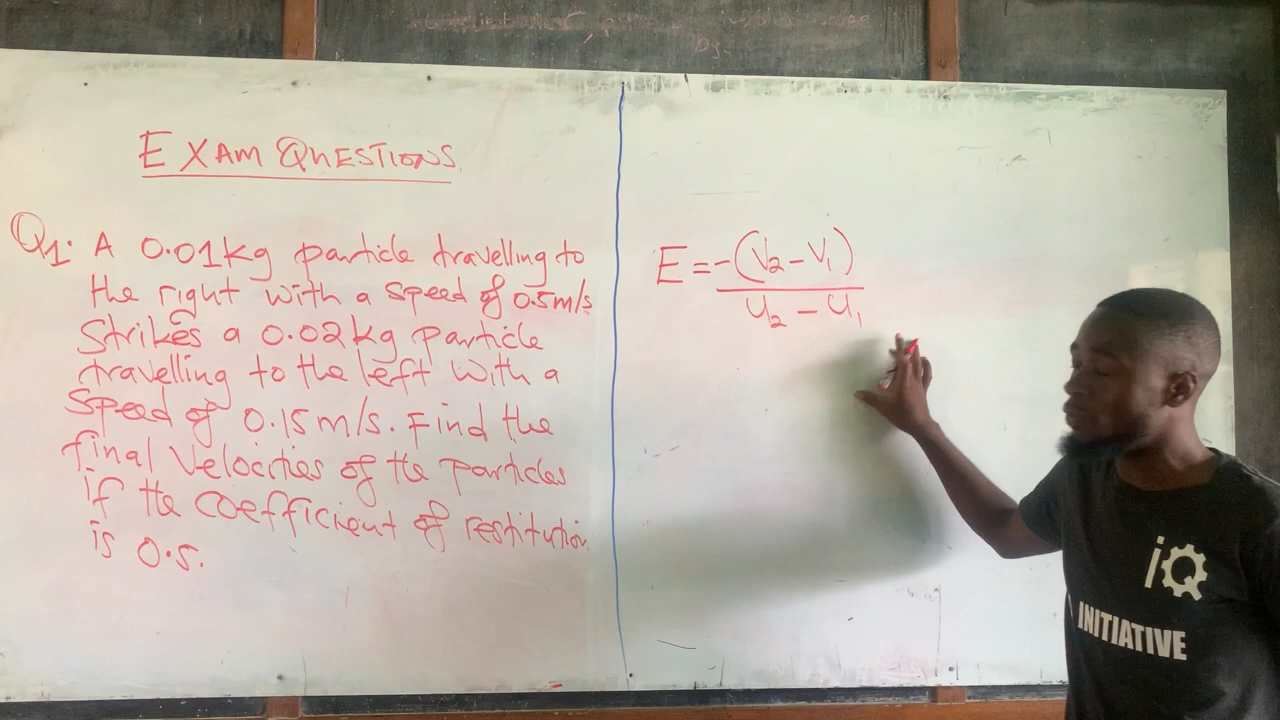 EXAM QUESTIONS
Q1. A 0.01kg particle travelling to
the right with a speed of 0.5m/s
Strikes a 0.02kg particle
travelling to the left with a
Speed of 0.15m/s. Find the
final Velocities of the particles
if the coefficient of restitution
is 0.5.
E = -(V₂ - V₁)
U₂ - U₁
iQ
INITIATIVE